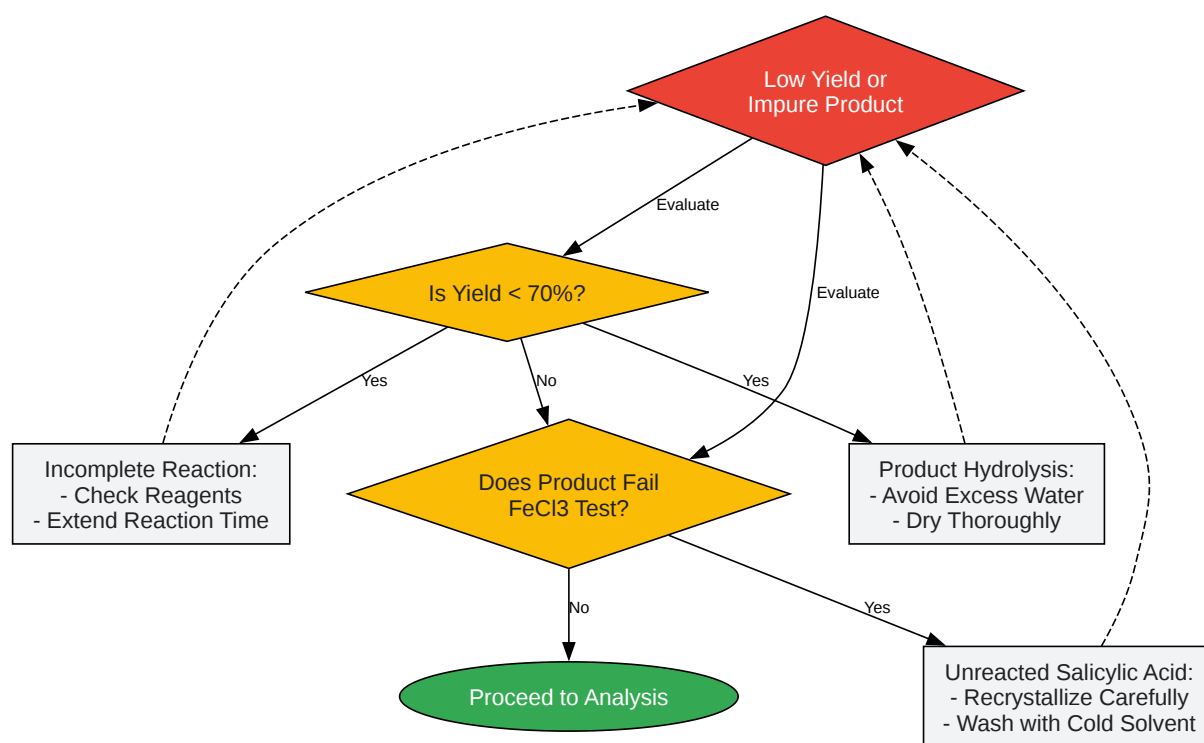 Low Yield or
Impure Product
Evaluate
Is Yield < 70%?
Evaluate
Yes
No
Yes
Incomplete Reaction:
- Check Reagents
- Extend Reaction Time
Does Product Fail
FeCl3 Test?
Product Hydrolysis:
- Avoid Excess Water
- Dry Thoroughly
No
Yes
Proceed to Analysis
Unreacted Salicylic Acid:
- Recrystallize Carefully
- Wash with Cold Solvent